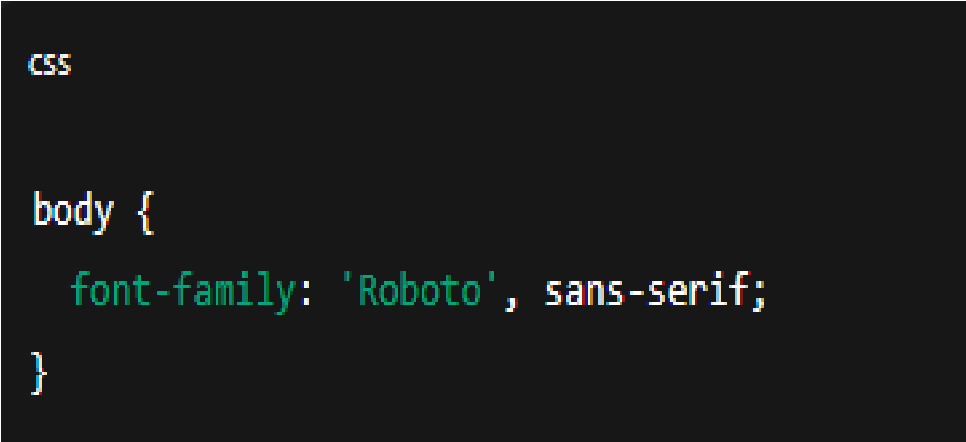 css
body {
font-family: 'Roboto', sans-serif;
}